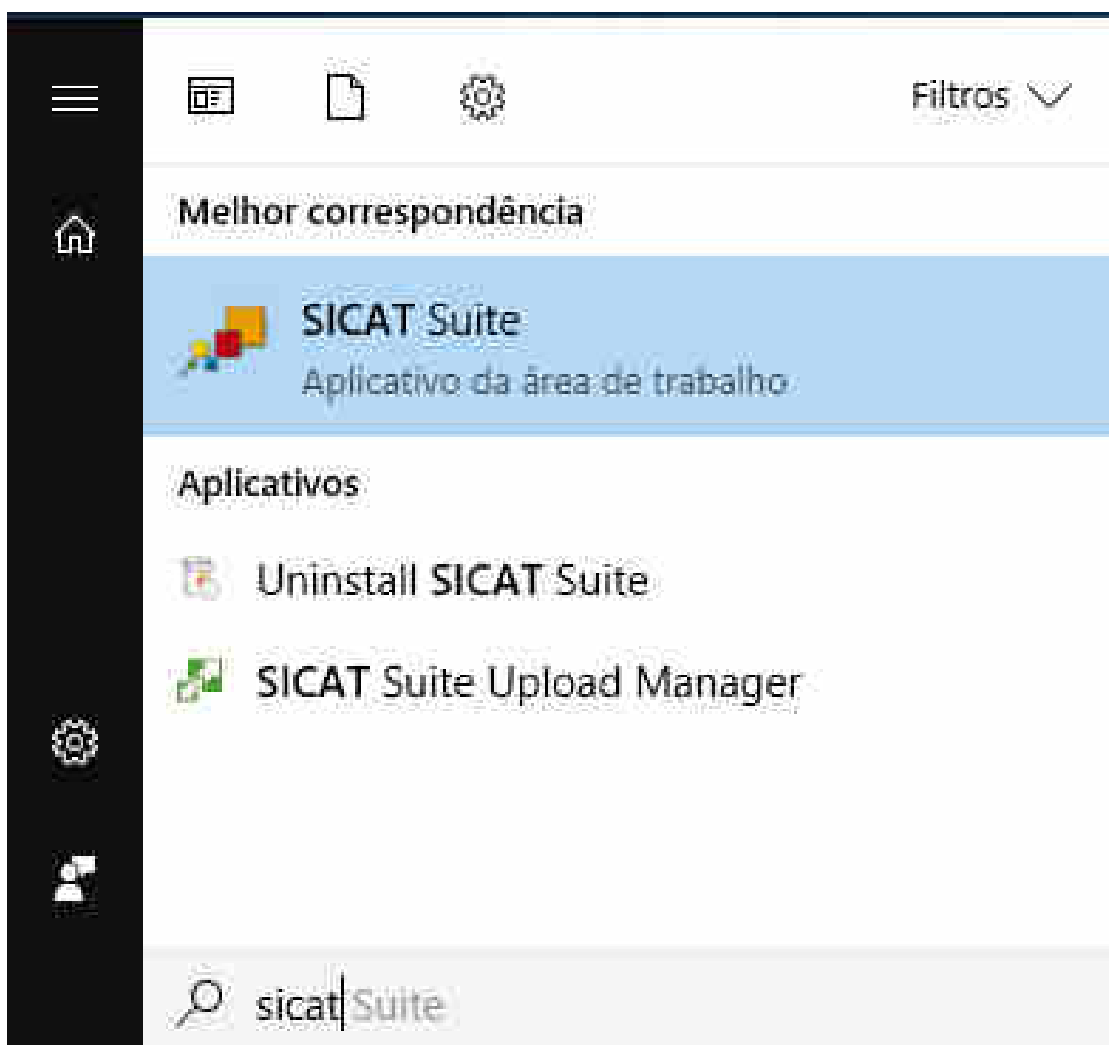 Filtros
Melhor correspondência
SICAT Suite
Aplicativo da área de trabalho
Aplicativos
Uninstall SICAT Suite
SICAT Suite Upload Manager
sicat Suite